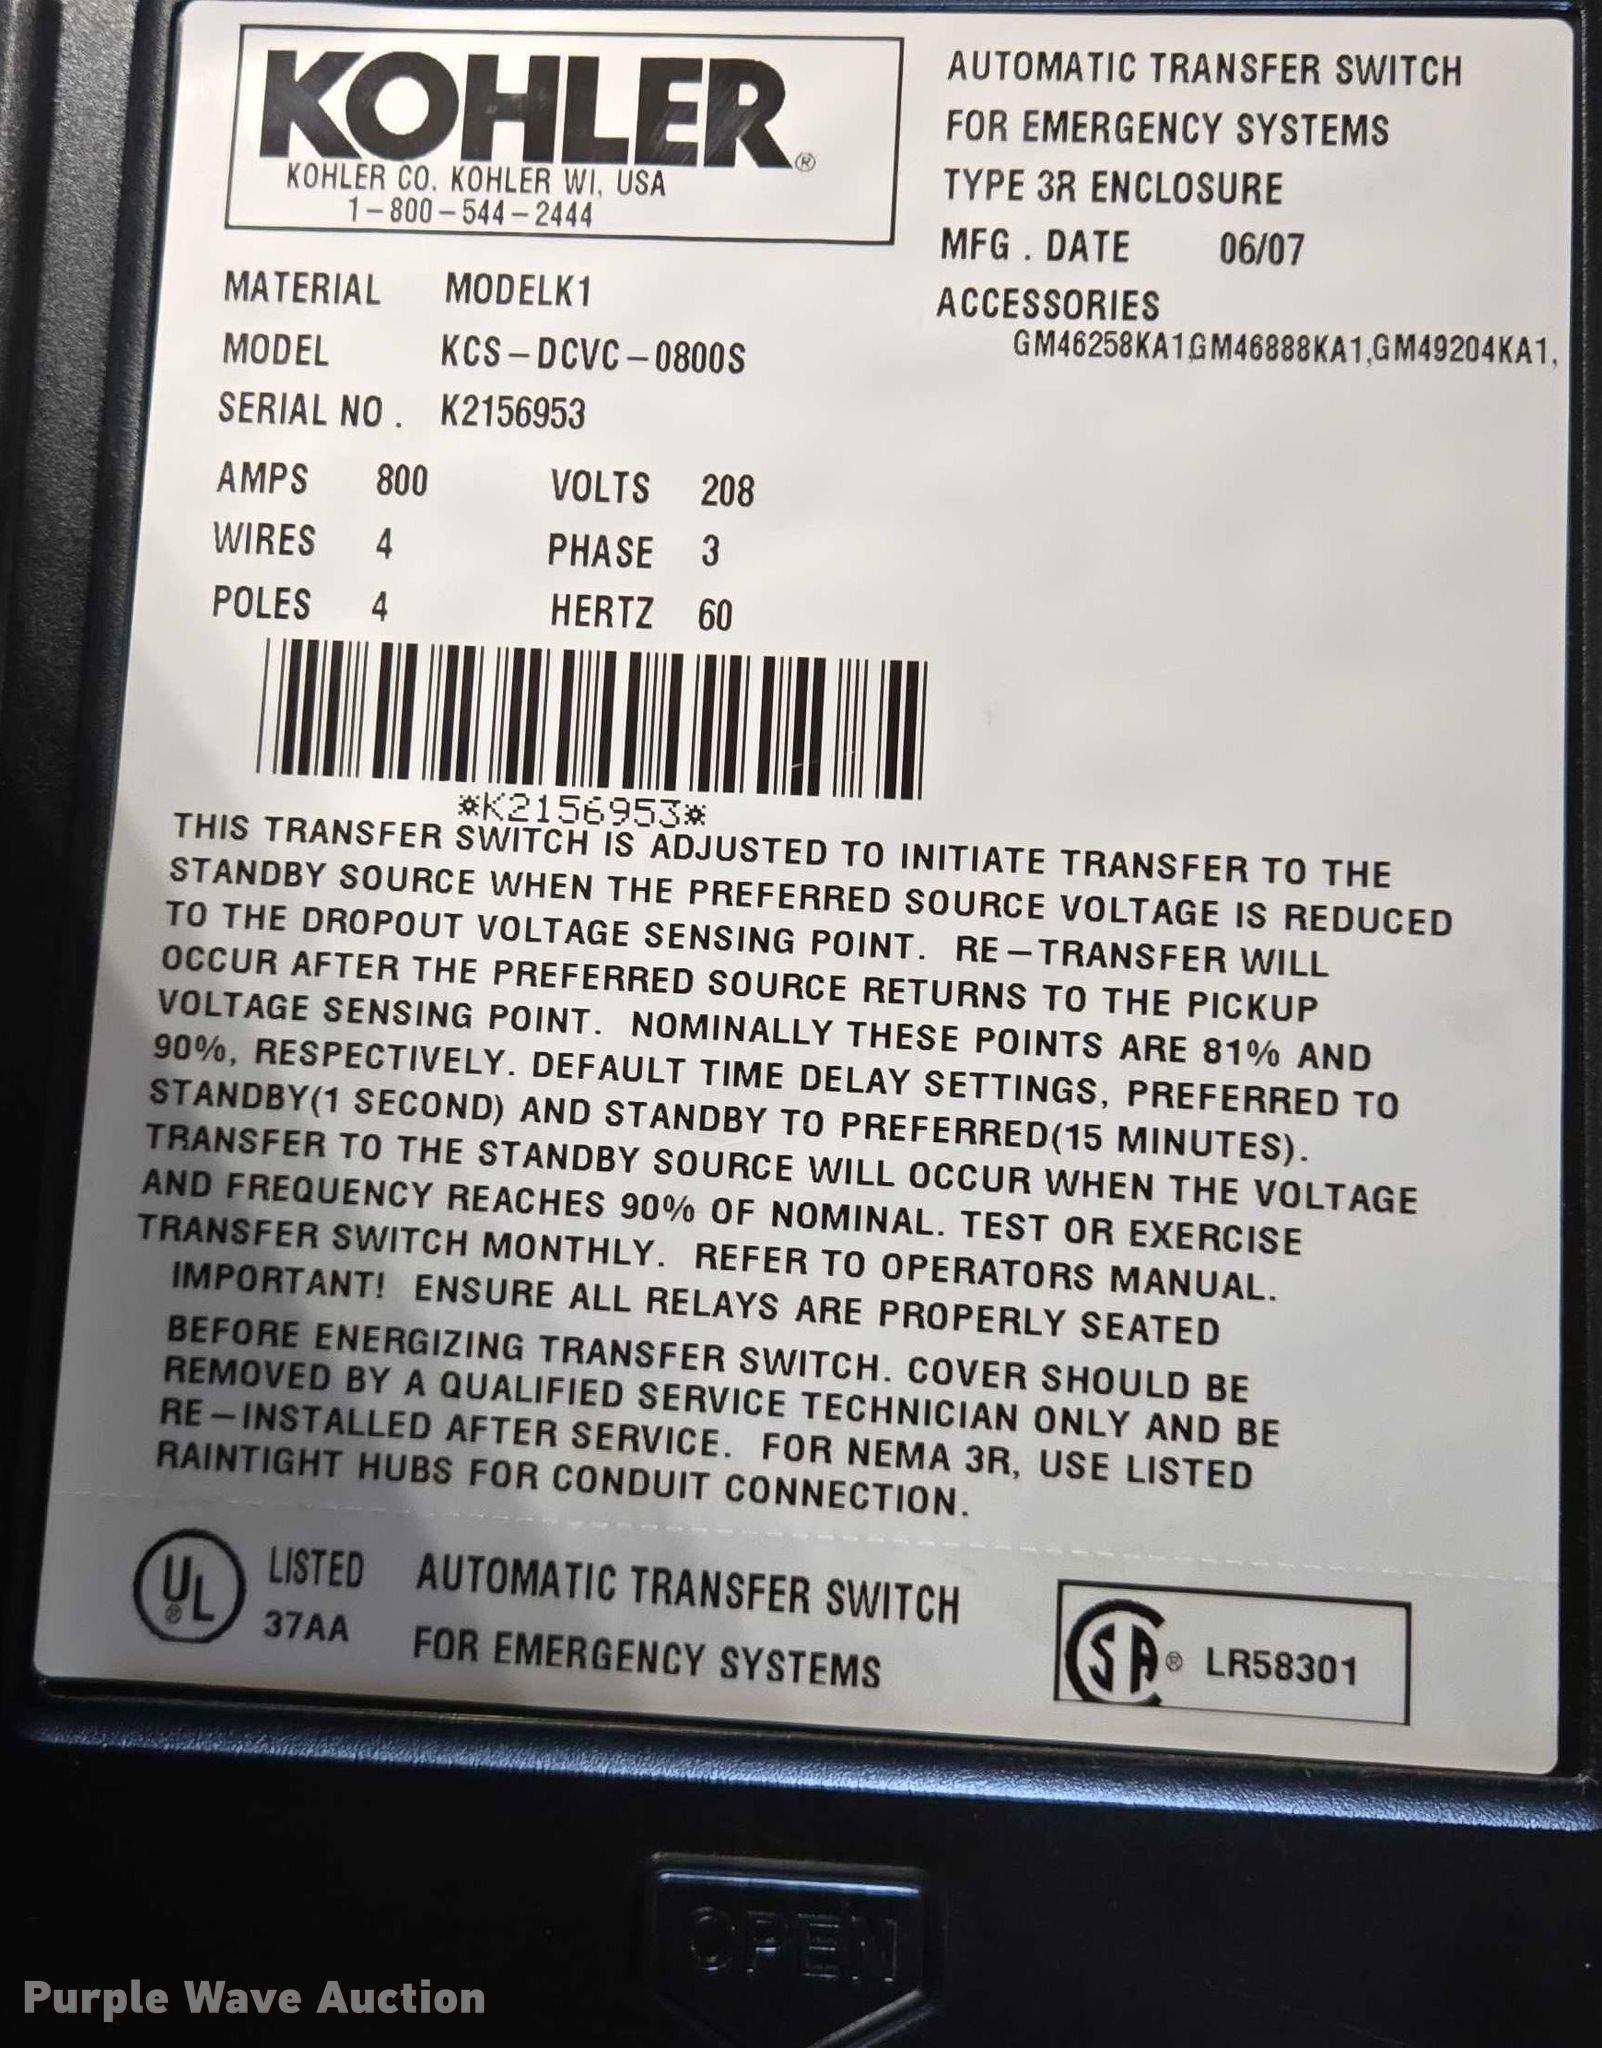 KOHLER®
KOHLER CO. KOHLER WI, USA
1-800-544-2444
AUTOMATIC TRANSFER SWITCH
FOR EMERGENCY SYSTEMS
TYPE 3R ENCLOSURE
MFG . DATE 06/07
ACCESSORIES
GM46258KA1,GM46888KA1,GM49204KA1,
MATERIAL MODELK1
MODEL KCS-DCVC-0800S
SERIAL NO . K2156953
AMPS 800 VOLTS 208
WIRES 4 PHASE 3
POLES 4 HERTZ 60
*K2156953*
THIS TRANSFER SWITCH IS ADJUSTED TO INITIATE TRANSFER TO THE
STANDBY SOURCE WHEN THE PREFERRED SOURCE VOLTAGE IS REDUCED
TO THE DROPOUT VOLTAGE SENSING POINT. RE-TRANSFER WILL
OCCUR AFTER THE PREFERRED SOURCE RETURNS TO THE PICKUP
VOLTAGE SENSING POINT. NOMINALLY THESE POINTS ARE 81% AND
90%, RESPECTIVELY. DEFAULT TIME DELAY SETTINGS, PREFERRED TO
STANDBY(1 SECOND) AND STANDBY TO PREFERRED(15 MINUTES).
TRANSFER TO THE STANDBY SOURCE WILL OCCUR WHEN THE VOLTAGE
AND FREQUENCY REACHES 90% OF NOMINAL. TEST OR EXERCISE
TRANSFER SWITCH MONTHLY. REFER TO OPERATORS MANUAL.
IMPORTANT! ENSURE ALL RELAYS ARE PROPERLY SEATED
BEFORE ENERGIZING TRANSFER SWITCH. COVER SHOULD BE
REMOVED BY A QUALIFIED SERVICE TECHNICIAN ONLY AND BE
RE-INSTALLED AFTER SERVICE. FOR NEMA 3R, USE LISTED
RAINTIGHT HUBS FOR CONDUIT CONNECTION.
UL® LISTED AUTOMATIC TRANSFER SWITCH
37AA FOR EMERGENCY SYSTEMS
SA® LR58301
OPEN
Purple Wave Auction